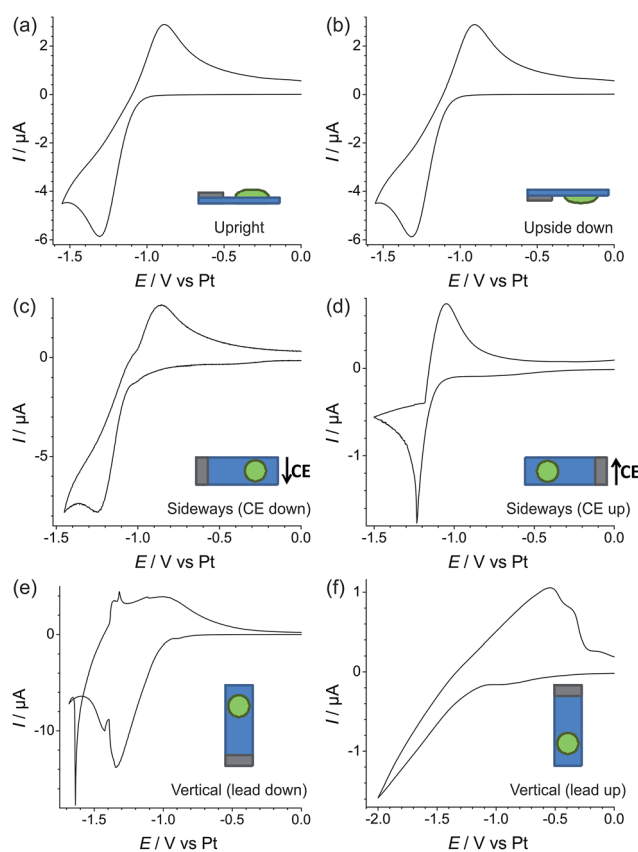 (a)
2
0
-2
-4
-6
I / µA
-1.5 -1.0 -0.5 0.0
E / V vs Pt
Upright
(b)
2
0
-2
-4
-6
I / µA
-1.5 -1.0 -0.5 0.0
E / V vs Pt
Upside down
(c)
0
-5
I / µA
-1.5 -1.0 -0.5 0.0
E / V vs Pt
CE
Sideways (CE down)
(d)
0
-1
I / µA
-1.5 -1.0 -0.5 0.0
E / V vs Pt
CE
Sideways (CE up)
(e)
0
-10
I / µA
-1.5 -1.0 -0.5 0.0
E / V vs Pt
Vertical (lead down)
(f)
1
0
-1
I / µA
-2.0 -1.5 -1.0 -0.5 0.0
E / V vs Pt
Vertical (lead up)